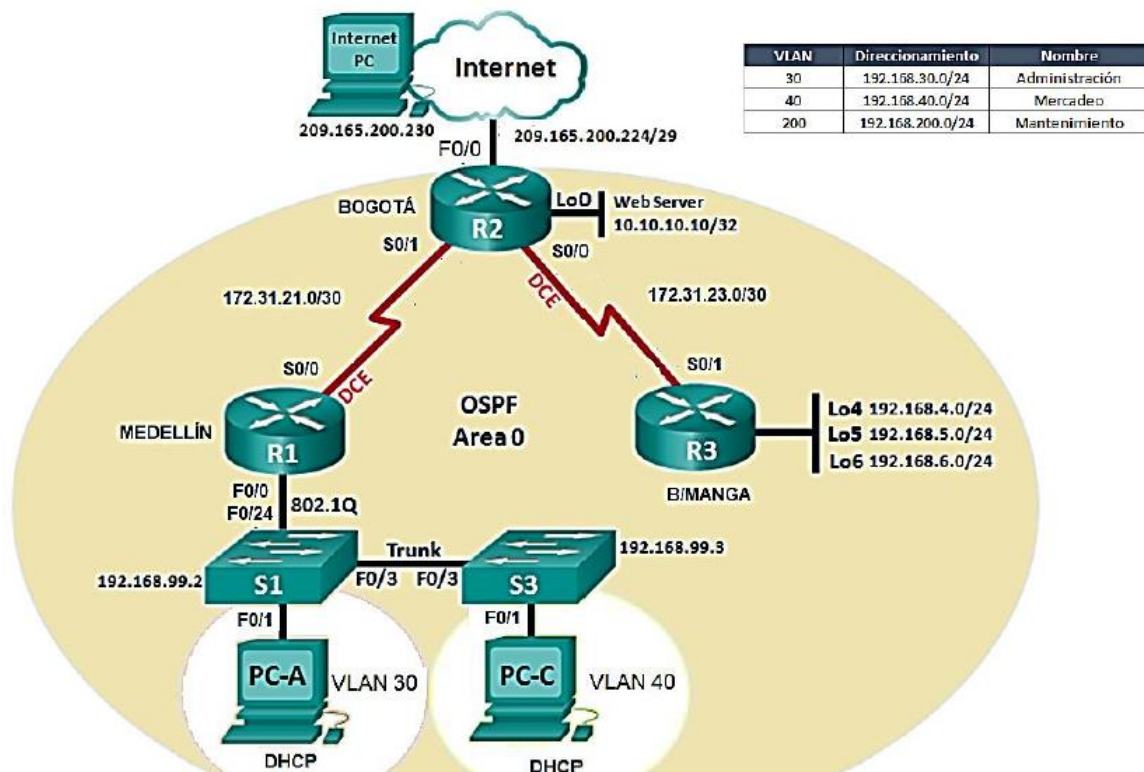 Internet
PC
Internet
209.165.200.230
209.165.200.224/29
F0/0
VLAN Direccionamiento Nombre
30 192.168.30.0/24 Administración
40 192.168.40.0/24 Mercadeo
200 192.168.200.0/24 Mantenimiento
BOGOTÁ
R2
Lo0
Web Server
10.10.10.10/32
S0/1
S0/0
DCE
172.31.21.0/30
172.31.23.0/30
S0/0
DCE
S0/1
OSPF
Area 0
MEDELLÍN
R1
R3
Lo4 192.168.4.0/24
Lo5 192.168.5.0/24
Lo6 192.168.6.0/24
B/MANGA
F0/0
F0/24
802.1Q
Trunk
192.168.99.3
192.168.99.2
S1
F0/3
F0/3
S3
F0/1
F0/1
PC-A
VLAN 30
PC-C
VLAN 40
DHCP
DHCP